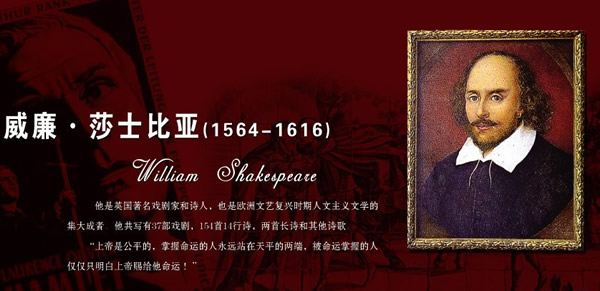 ARTHUR RANK
威廉·莎士比亚(1564-1616)
William Shakespeare
他是英国著名戏剧家和诗人,也是欧洲文艺复兴时期人文主义文学的
集大成者 他共写有37部戏剧,154首14行诗,两首长诗和其他诗歌
“上帝是公平的,掌握命运的人永远站在天平的两端,被命运掌握的人
仅仅只明白上帝赐给他命运!”
LAURENCE